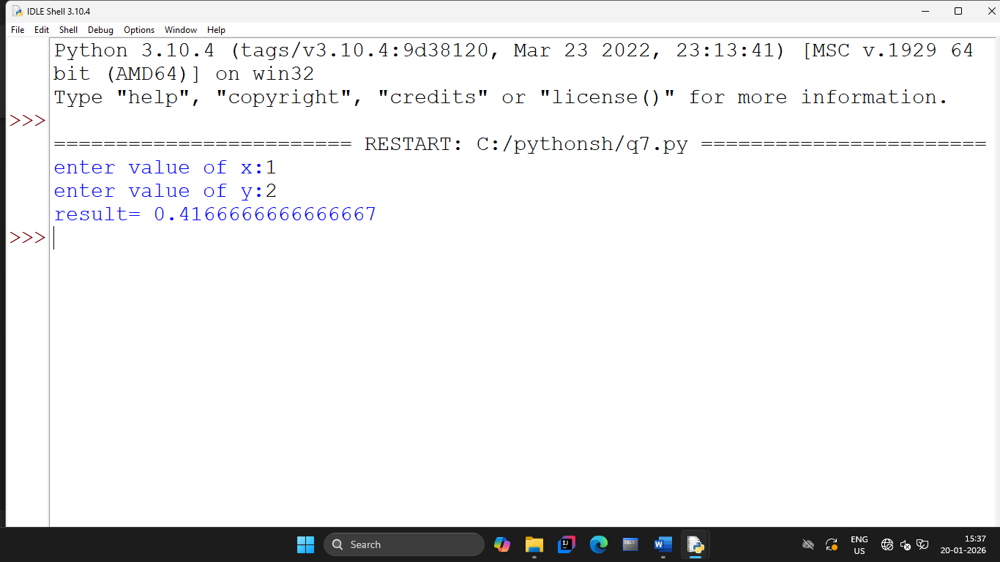 IDLE Shell 3.10.4
File Edit Shell Debug Options Window Help
Python 3.10.4 (tags/v3.10.4:9d38120, Mar 23 2022, 23:13:41) [MSC v.1929 64
bit (AMD64)] on win32
Type "help", "copyright", "credits" or "license()" for more information.
>>>
======================== RESTART: C:/pythonsh/q7.py =======================
enter value of x:1
enter value of y:2
result= 0.4166666666666667
>>>
Search
ENG
US
15:37
20-01-2026